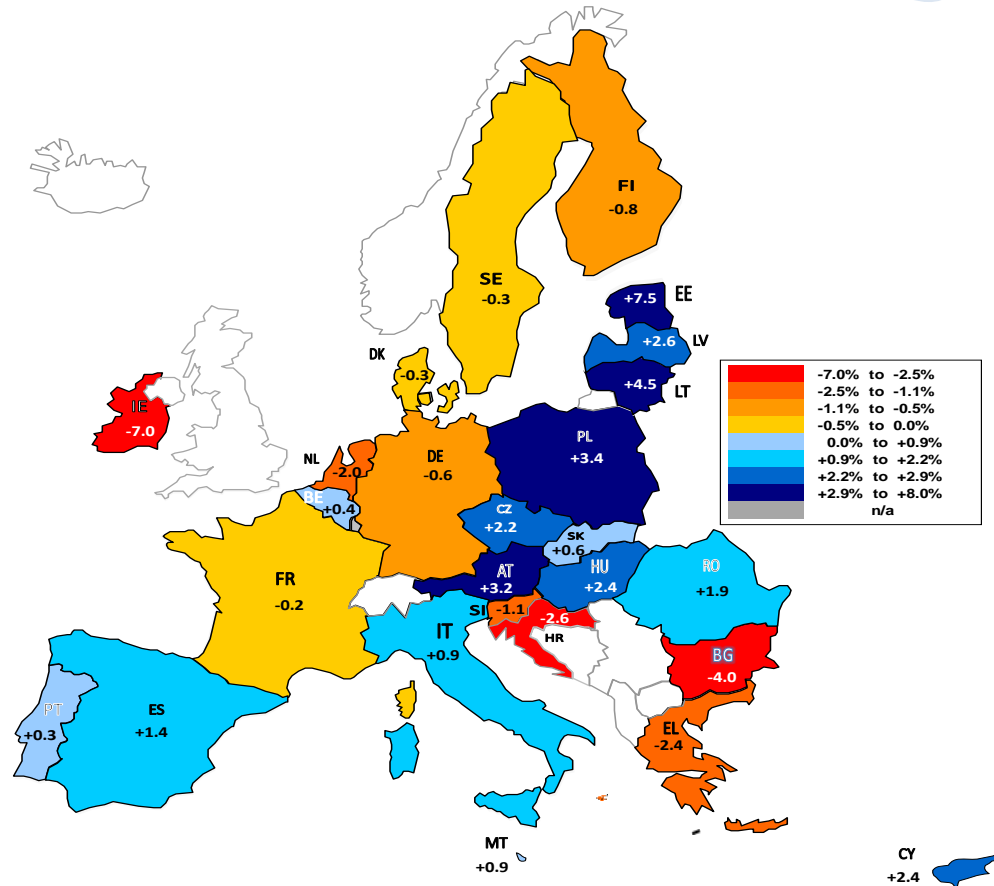 FI
-0.8
SE
-0.3
+7.5
EE
+2.6
LV
+4.5
LT
DK
-0.3
IE
-7.0
NL
-2.0
BE
+0.4
DE
-0.6
PL
+3.4
CZ
+2.2
SK
+0.6
AT
+3.2
HU
+2.4
RO
+1.9
FR
-0.2
SI
-1.1
-2.6
HR
IT
+0.9
BG
-4.0
EL
-2.4
PT
+0.3
ES
+1.4
MT
+0.9
CY
+2.4
-7.0% to -2.5%
-2.5% to -1.1%
-1.1% to -0.5%
-0.5% to 0.0%
0.0% to +0.9%
+0.9% to +2.2%
+2.2% to +2.9%
+2.9% to +8.0%
n/a